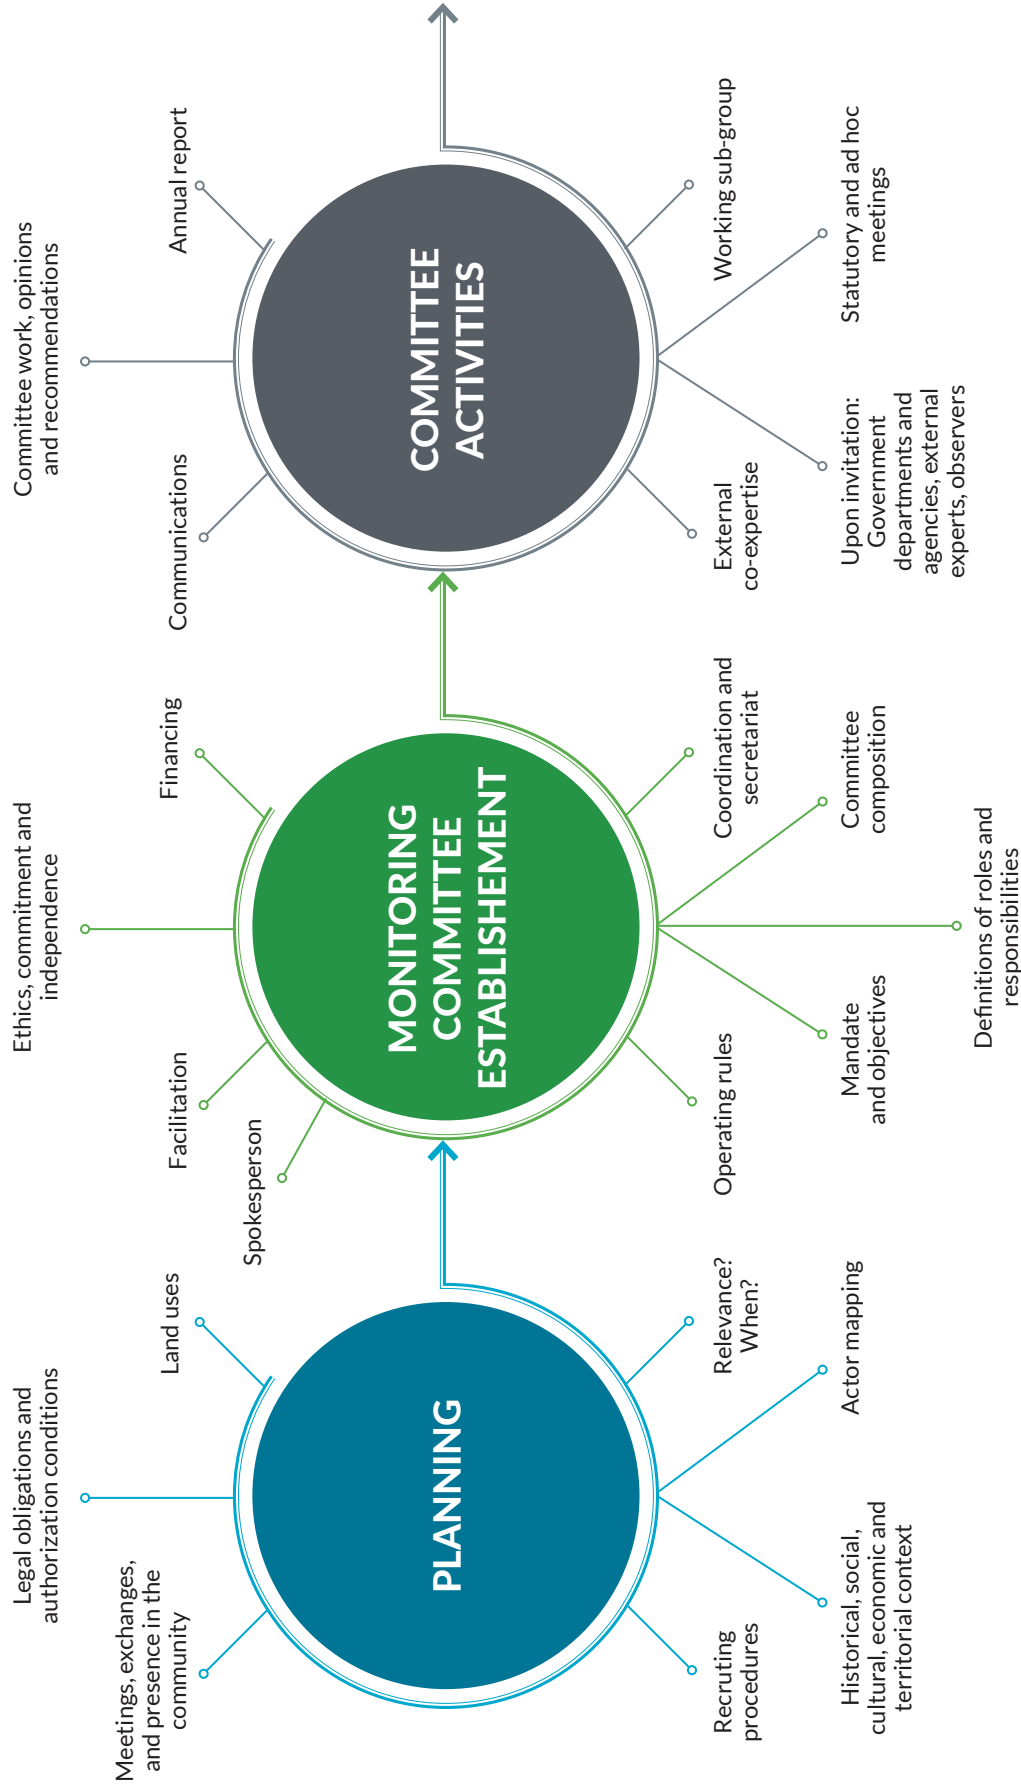 Legal obligations and
authorization conditions
Meetings, exchanges,
and presence in the
community
Land uses
PLANNING
Recruting
procedures
Relevance?
When?
Historical, social,
cultural, economic and
territorial context
Actor mapping
Ethics, commitment and
independence
Facilitation
Financing
Spokesperson
MONITORING
COMMITTEE
ESTABLISHEMENT
Operating rules
Coordination and
secretariat
Mandate
and objectives
Committee
composition
Definitions of roles and
responsibilities
Committee work, opinions
and recommendations
Communications
Annual report
COMMITTEE
ACTIVITIES
External
co-expertise
Working sub-group
Upon invitation:
Government
departments and
agencies, external
experts, observers
Statutory and ad hoc
meetings